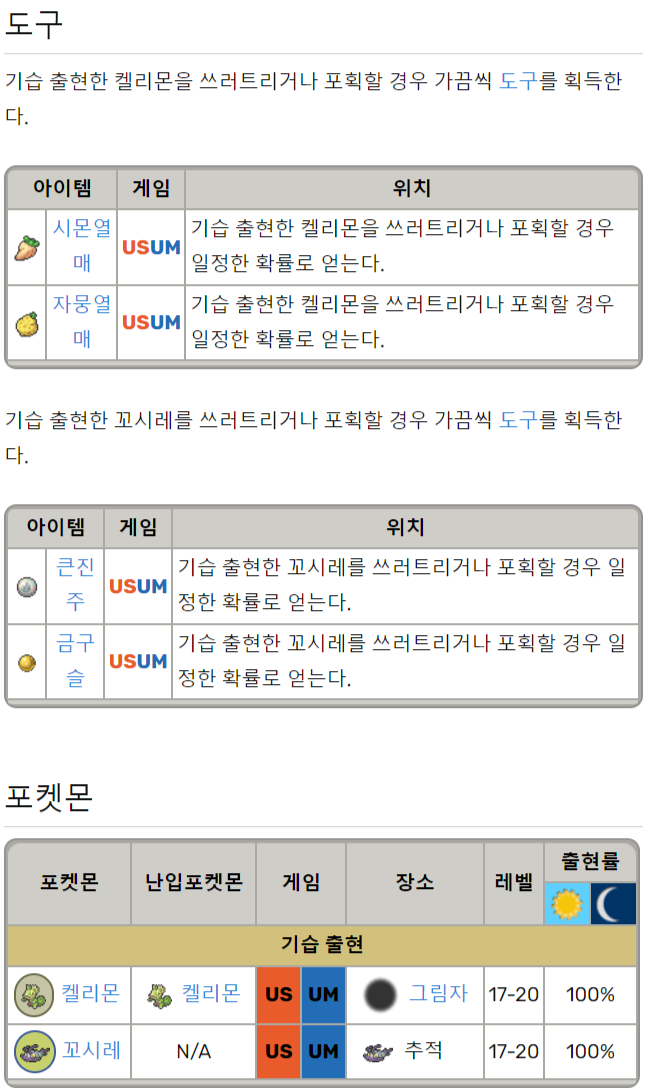 도구
기습 출현한 켈리몬을 쓰러트리거나 포획할 경우 가끔씩 도구를 획득한
다.
아이템 게임 위치
시몬열
매
USUM
기습 출현한 켈리몬을 쓰러트리거나 포획할 경우
일정한 확률로 얻는다.
자뭉열
매
USUM
기습 출현한 켈리몬을 쓰러트리거나 포획할 경우
일정한 확률로 얻는다.
기습 출현한 꼬시레를 쓰러트리거나 포획할 경우 가끔씩 도구를 획득한
다.
아이템 게임 위치
큰진
주
USUM
기습 출현한 꼬시레를 쓰러트리거나 포획할 경우 일
정한 확률로 얻는다.
금구
슬
USUM
기습 출현한 꼬시레를 쓰러트리거나 포획할 경우 일
정한 확률로 얻는다.
포켓몬
포켓몬 난입포켓몬 게임 장소 레벨 출현률
기습 출현
켈리몬 켈리몬 US UM 그림자 17-20 100%
꼬시레 N/A US UM 추적 17-20 100%